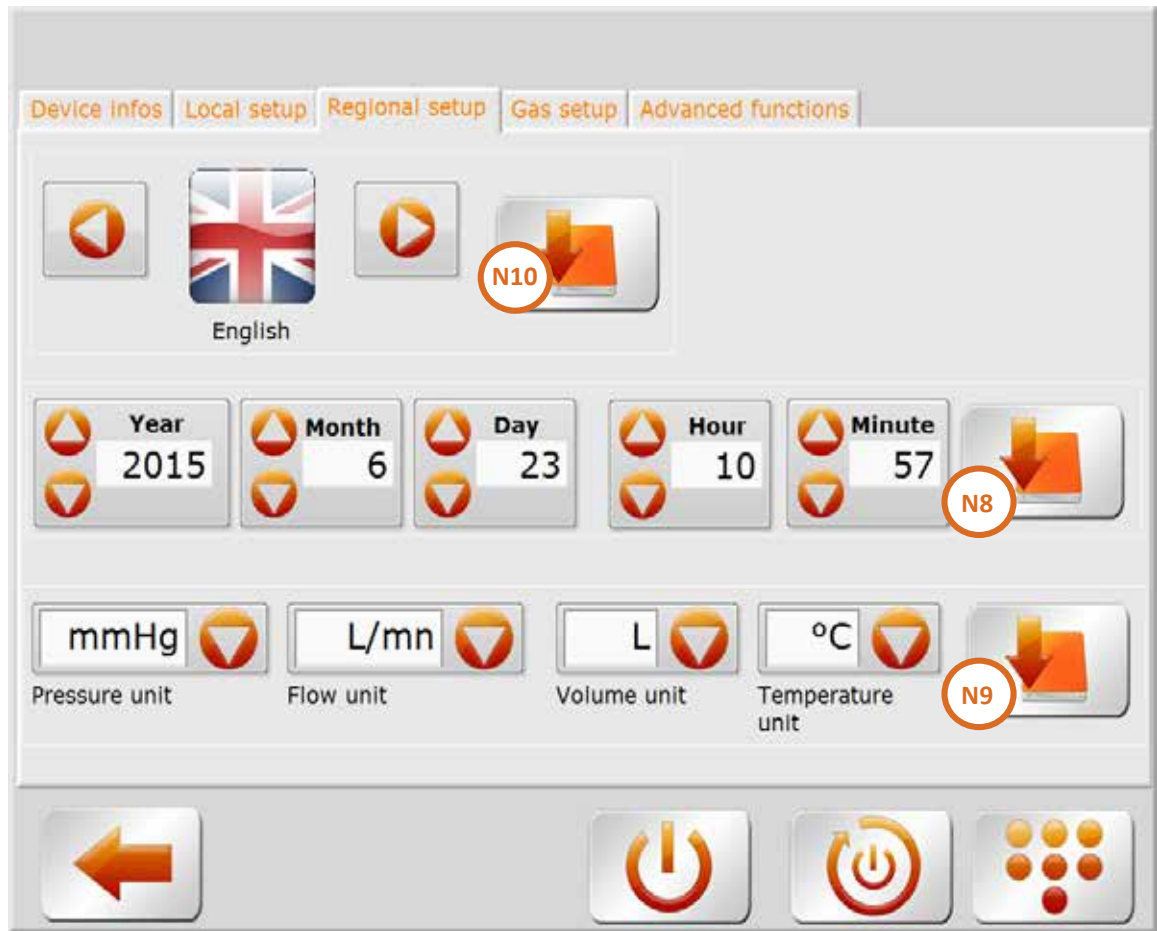 Device infos Local setup Regional setup Gas setup Advanced functions
N10
English
Year Month Day Hour Minute
2015 6 23 10 57
N8
mmHg L/mn L ºC
Pressure unit Flow unit Volume unit Temperature
unit
N9